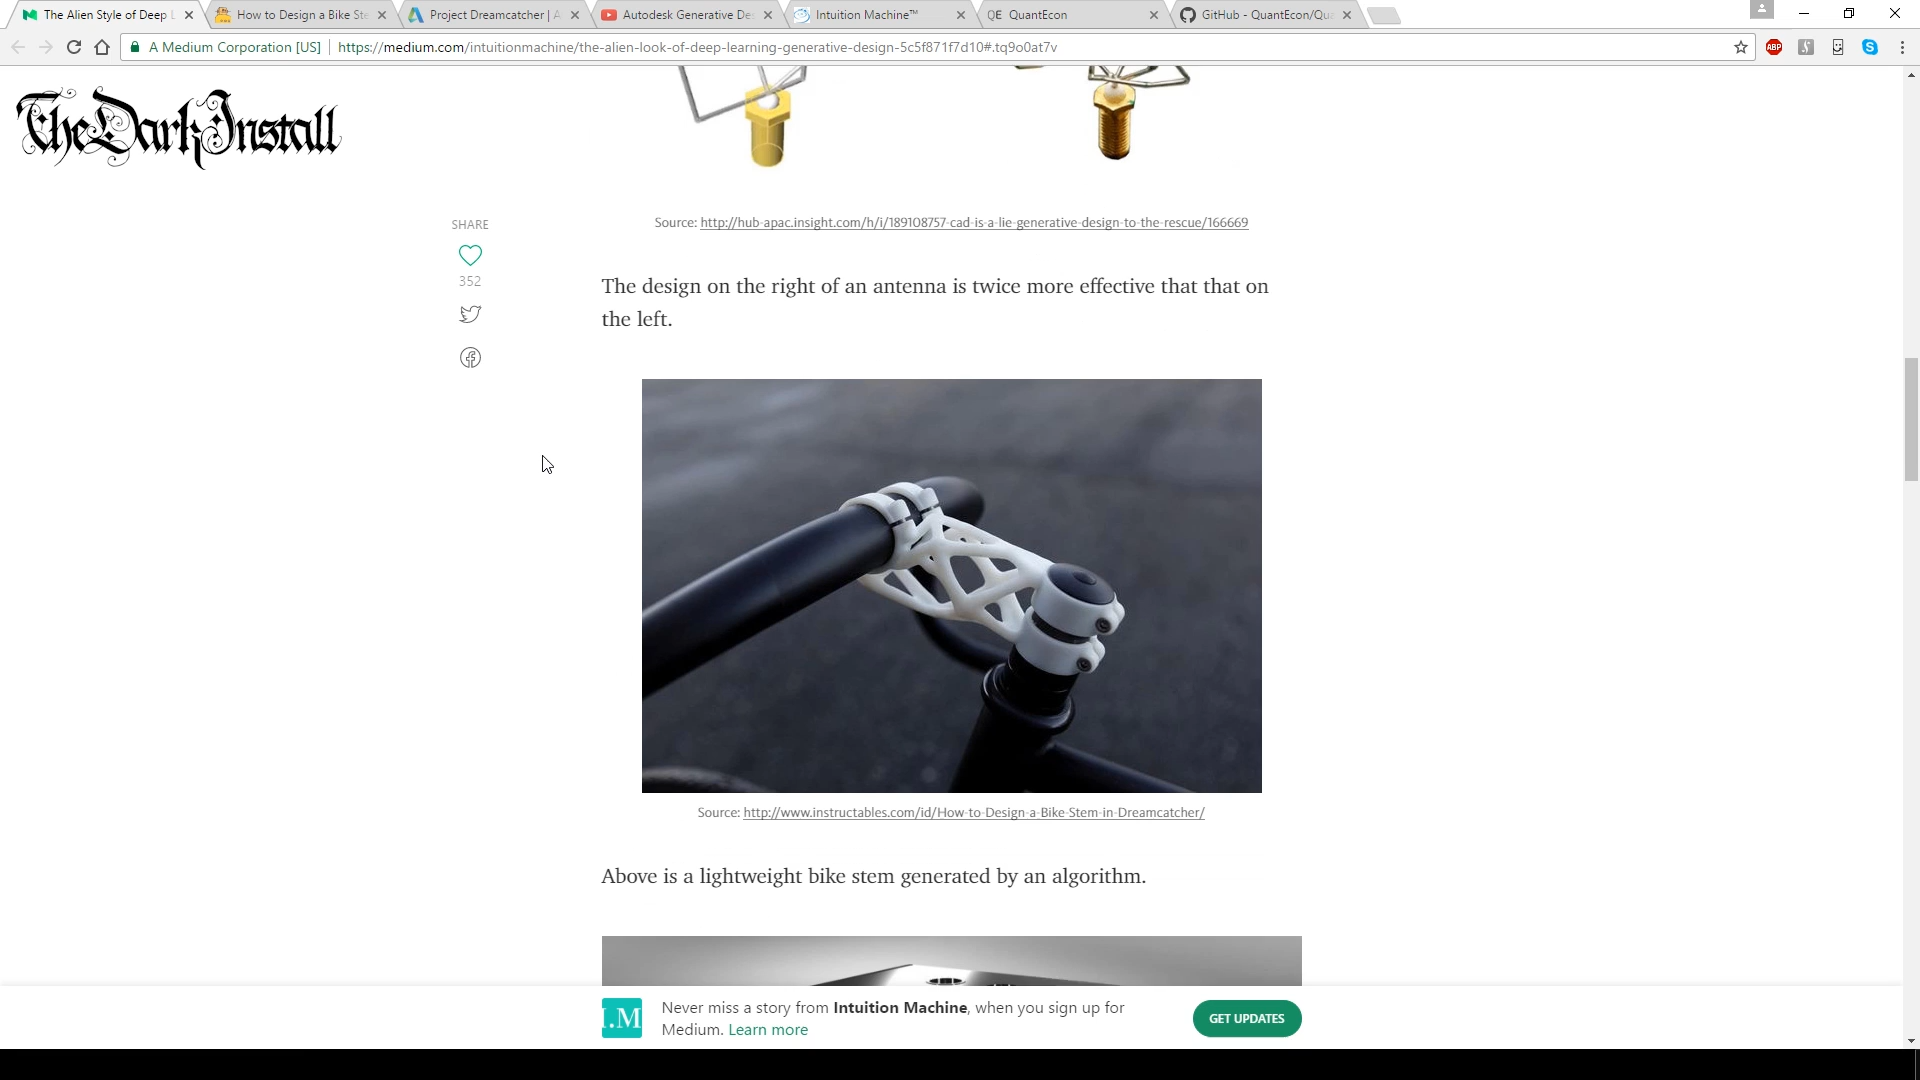 The Alien Style of Deep L
How to Design a Bike Ste
Project Dreamcatcher | A
Autodesk Generative De
Intuition Machine™
QE QuantEcon
GitHub - QuantEcon/Qua
A Medium Corporation [US]
https://medium.com/intuitionmachine/the-alien-look-of-deep-learning-generative-design-5c5f871f7d10#.tq9o0at7v
ABP
TheDarkInstall
SHARE
352
Source: http://hub-apac.insight.com/h/i/189108757-cad-is-a-lie-generative-design-to-the-rescue/166669
The design on the right of an antenna is twice more effective that that on
the left.
Source: http://www.instructables.com/id/How-to-Design-a-Bike-Stem-in-Dreamcatcher/
Above is a lightweight bike stem generated by an algorithm.
I.M
Never miss a story from Intuition Machine, when you sign up for
Medium. Learn more
GET UPDATES